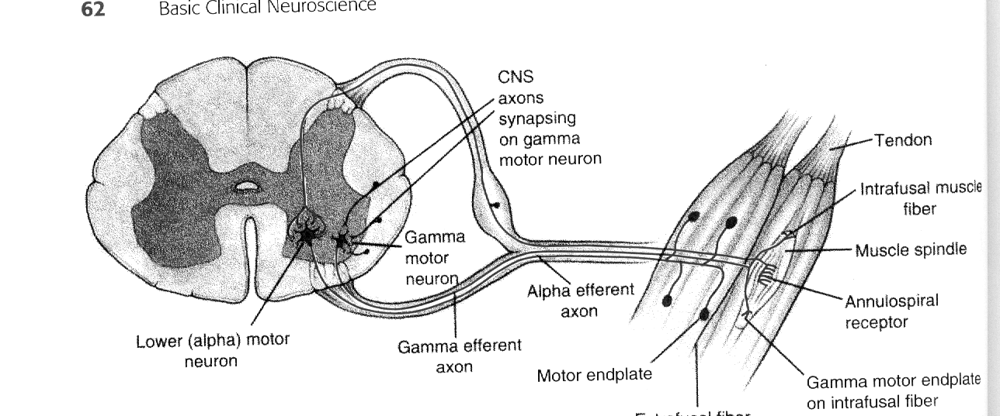 62 Basic Clinical Neuroscience
CNS
axons
synapsing
on gamma
motor neuron
Tendon
Intrafusal muscle
fiber
Muscle spindle
Annulospiral
receptor
Gamma
motor
neuron
Alpha efferent
axon
Lower (alpha) motor
neuron
Gamma efferent
axon
Motor endplate
Gamma motor endplate
on intrafusal fiber
Extrafusal fiber